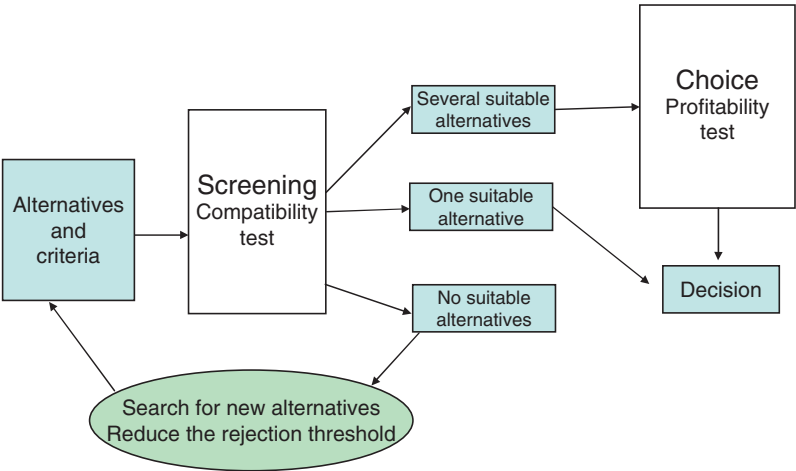 Alternatives
and
criteria
Screening
Compatibility
test
Several suitable
alternatives
One suitable
alternative
No suitable
alternatives
Choice
Profitability
test
Decision
Search for new alternatives
Reduce the rejection threshold